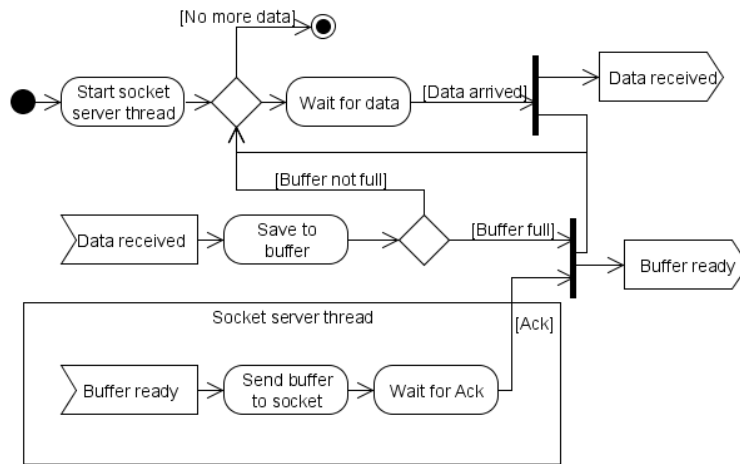 [No more data]
Start socket
server thread
Wait for data
[Data arrived]
Data received
[Buffer not full]
Data received
Save to
buffer
[Buffer full]
Buffer ready
Socket server thread
[Ack]
Buffer ready
Send buffer
to socket
Wait for Ack